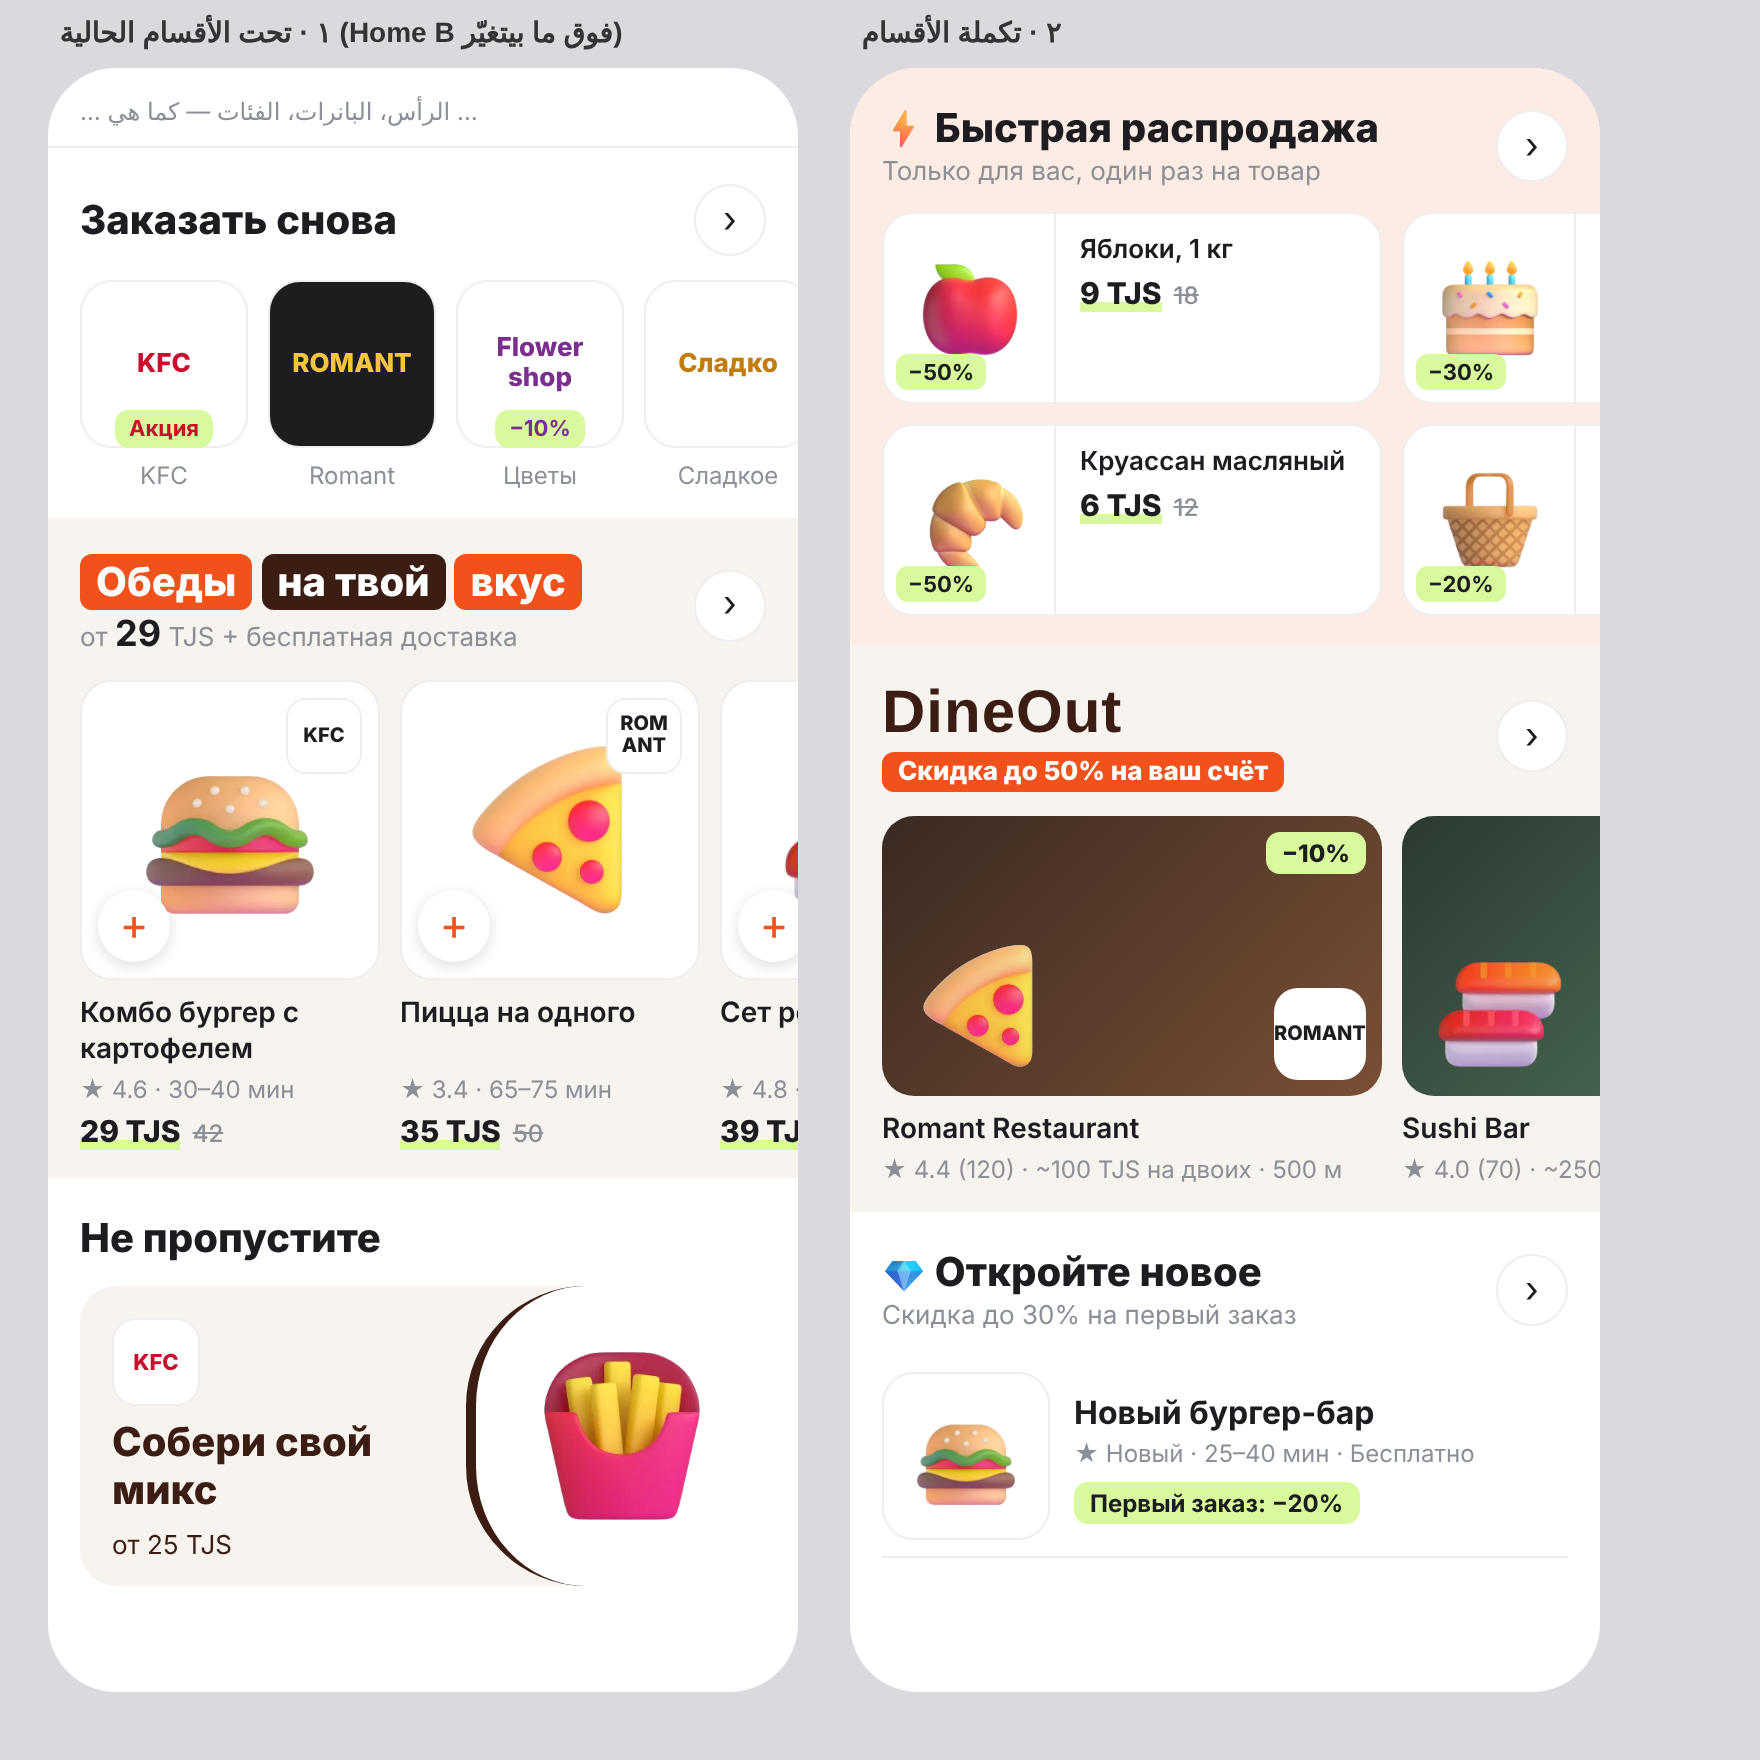 ١ · تحت الأقسام الحالية (Home B فوق ما بيتغيّر)
... الرأس، البانرات، الفئات — كما هي ...
Заказать снова
›
KFC
Акция
KFC
ROMANT
Romant
Flower
shop
−10%
Цветы
Сладко
Сладкое
Обеды на твой вкус
›
от 29 TJS + бесплатная доставка
KFC
+
Комбо бургер с
картофелем
★ 4.6 · 30–40 мин
29 TJS 42
ROM
ANT
+
Пицца на одного
★ 3.4 · 65–75 мин
35 TJS 50
+
Сет
★ 4.8 ·
39
Не пропустите
KFC
Собери свой
микс
от 25 TJS
٢ · تكملة الأقسام
Быстрая распродажа
›
Только для вас, один раз на товар
−50%
Яблоки, 1 кг
9 TJS 18
−30%
−50%
Круассан масляный
6 TJS 12
−20%
DineOut
›
Скидка до 50% на ваш счёт
−10%
ROMANT
Romant Restaurant
★ 4.4 (120) · ~100 TJS на двоих · 500 м
Sushi Bar
★ 4.0 (70) · ~250
Откройте новое
›
Скидка до 30% на первый заказ
Новый бургер-бар
★ Новый · 25–40 мин · Бесплатно
Первый заказ: −20%